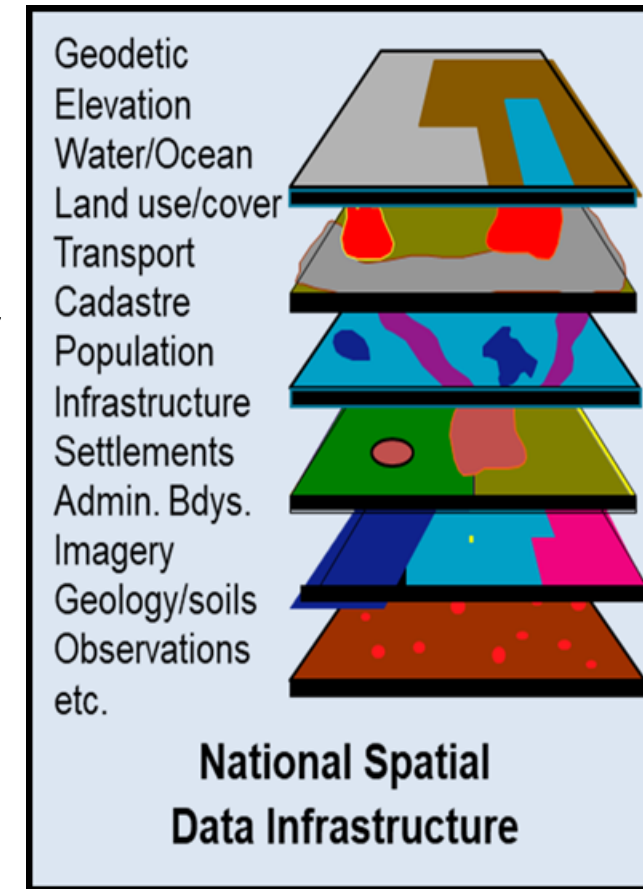 Geodetic
Elevation
Water/Ocean
Land use/cover
Transport
Cadastre
Population
Infrastructure
Settlements
Admin. Bdys.
Imagery
Geology/soils
Observations
etc.
National Spatial
Data Infrastructure